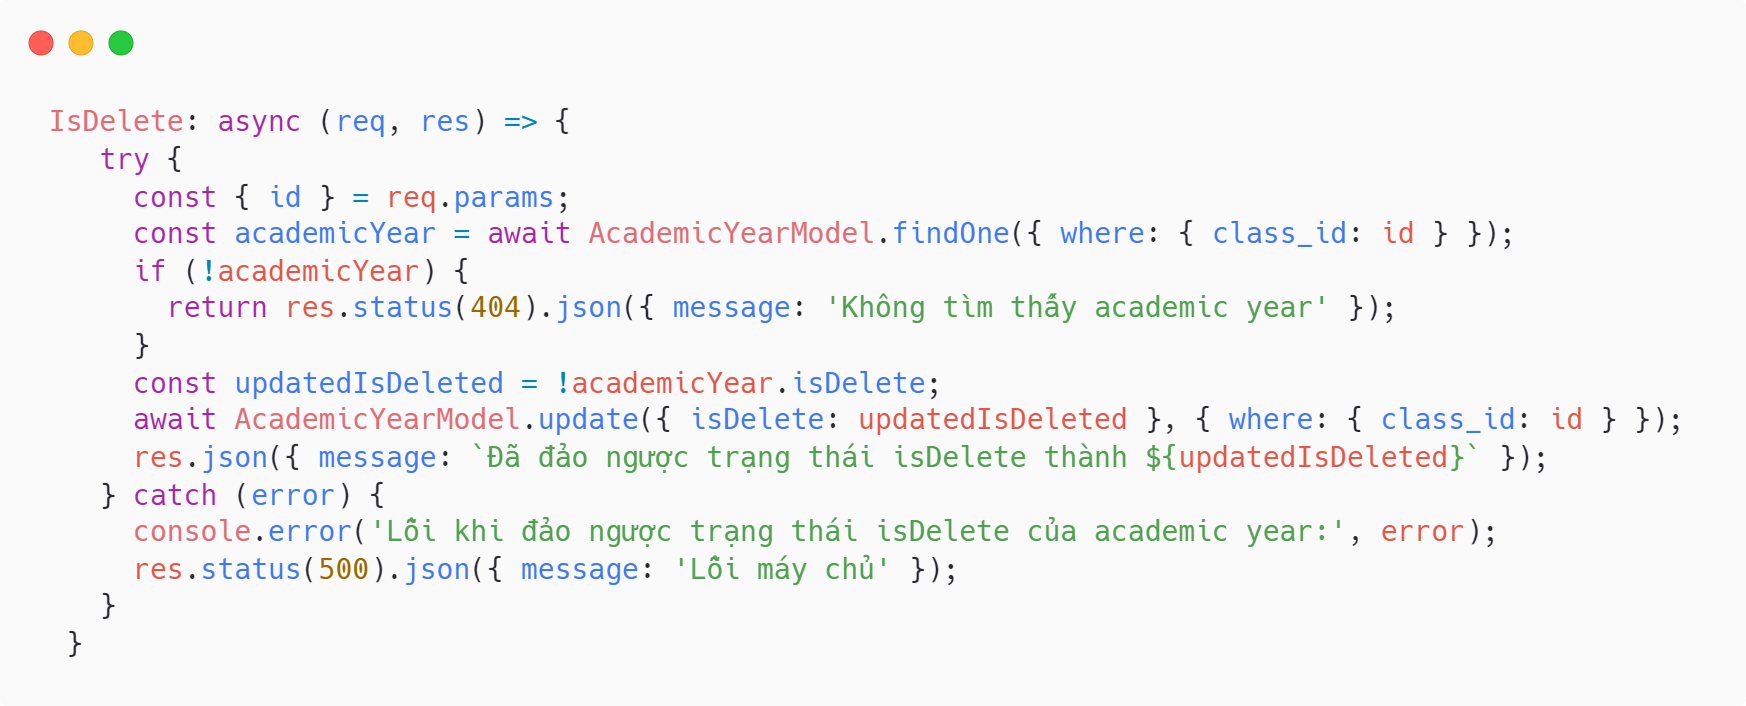 IsDelete: async (req, res) => {
   try {
     const { id } = req.params;
     const academicYear = await AcademicYearModel.findOne({ where: { class_id: id } });
     if (!academicYear) {
       return res.status(404).json({ message: 'Không tìm thấy academic year' });
     }
     const updatedIsDeleted = !academicYear.isDelete;
     await AcademicYearModel.update({ isDelete: updatedIsDeleted }, { where: { class_id: id } });
     res.json({ message: `Đã đảo ngược trạng thái isDelete thành ${updatedIsDeleted}` });
   } catch (error) {
     console.error('Lỗi khi đảo ngược trạng thái isDelete của academic year:', error);
     res.status(500).json({ message: 'Lỗi máy chủ' });
   }
 }